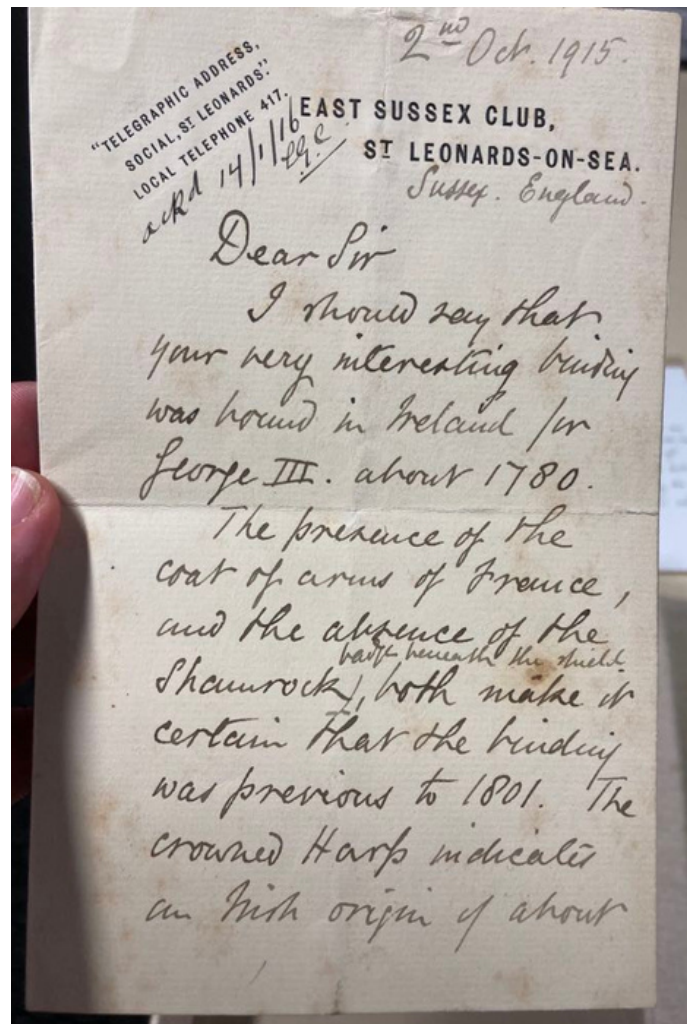 2nd Oct. 1915.
"TELEGRAPHIC ADDRESS,
SOCIAL, ST LEONARDS."
LOCAL TELEPHONE 417.
ackd 14/1/16
EAST SUSSEX CLUB,
ST LEONARDS-ON-SEA.
Sussex. England.
Dear Sir
I should say that
your very interesting binding
was bound in Ireland for
George III. about 1780.
The presence of the
coat of arms of France,
and the absence of the
badge beneath the shield
Shamrock, both make it
certain that the binding
was previous to 1801. The
crowned Harp indicates
an Irish origin of about